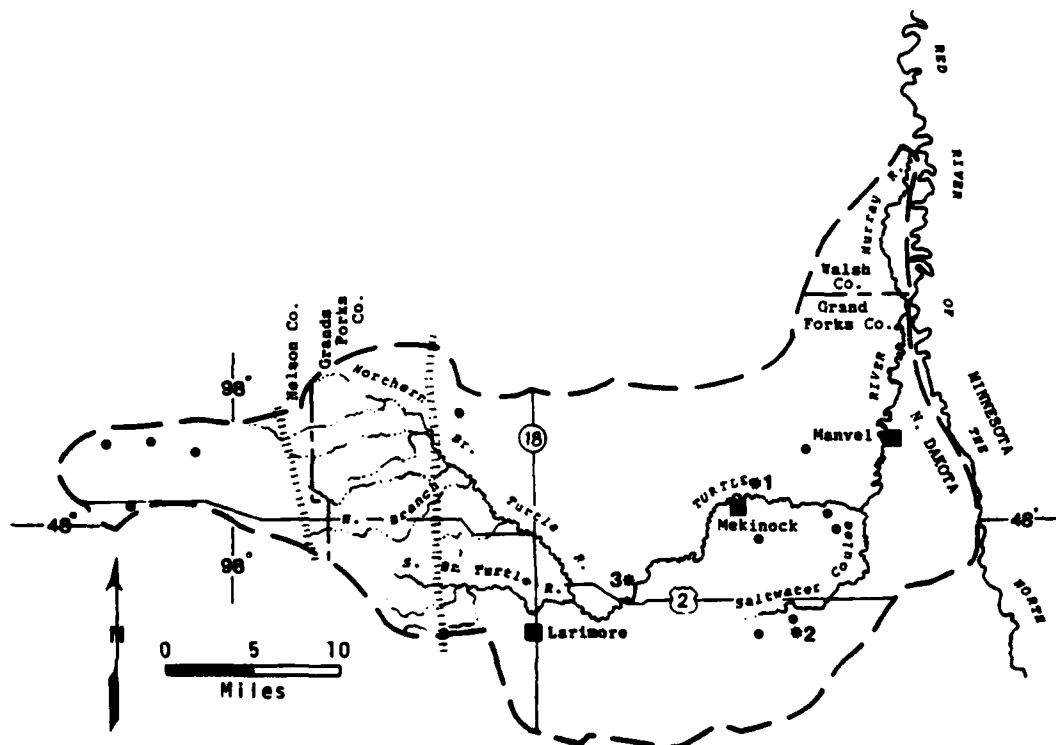 RED
RIVER
OF
THE
NORTH
Murray R.
Walsh
Co.
Grand
Forks Co.
Nelson Co.
Grands
Forks
Co.
98°
Northern
Br.
18
RIVER
MINNESOTA
N. DAKOTA
Manvel
TURTLE
*1
Mekinock
N. Branch
Turtle
R.
48°
48°
98°
S. Br. Turtle R.
3*
2
Saltwater Coulee
Larimore
*2
N
0 5 10
Miles